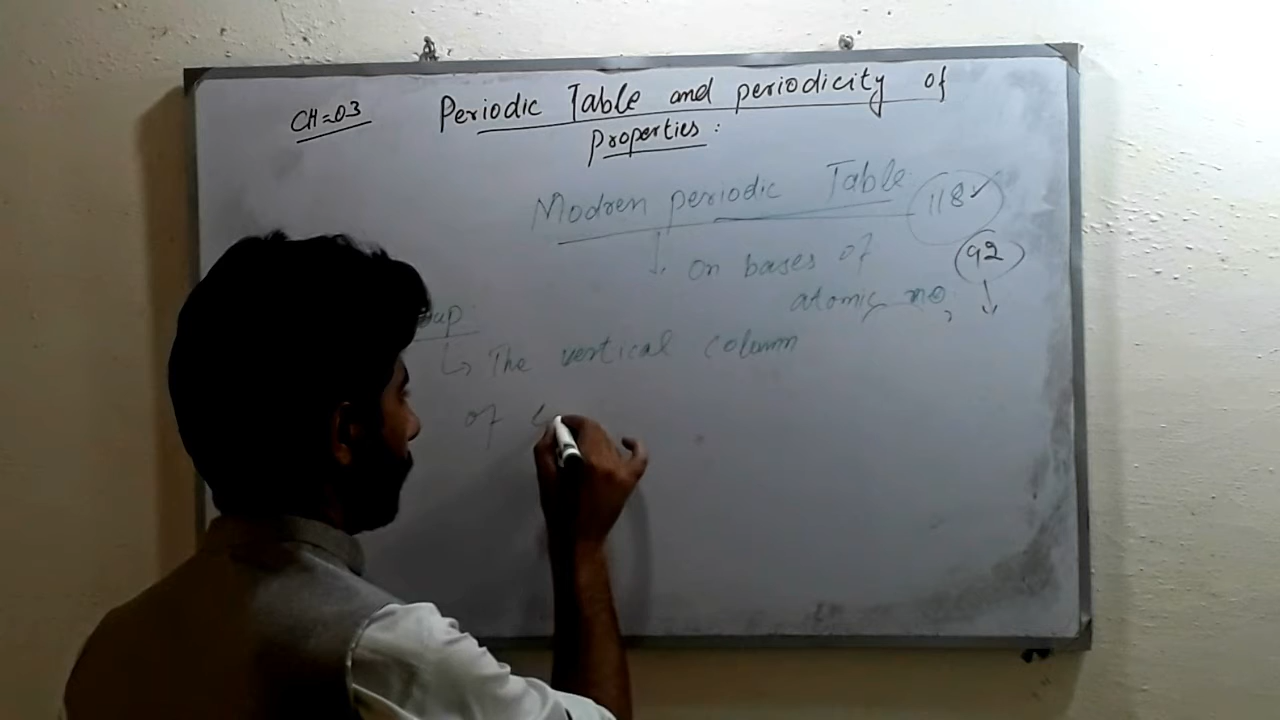 CH=03
Periodic Table and periodicity of
Properties:
Modren periodic Table 118✓
On bases of 92
atomic no,
oup
↳ The vertical column
of